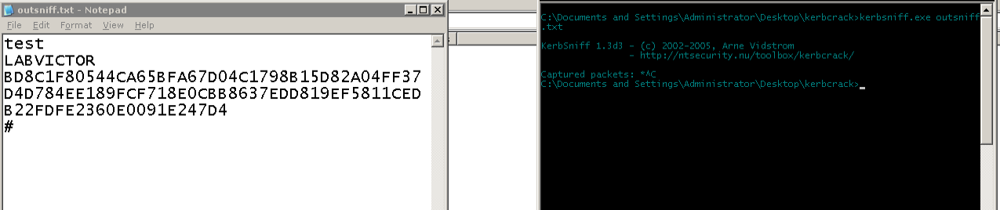 outsniff.txt - Notepad
File Edit Format View Help
test
LABVICTOR
BD8C1F80544CA65BFA67D04C1798B15D82A04FF37
D4D784EE189FCF718E0CBB8637EDD819EF5811CED
B22FDFE2360E0091E247D4
#
C:\Documents and Settings\Administrator\Desktop\kerbcrack>kerbsniff.exe outsniff
.txt
KerbSniff 1.3d3 - (c) 2002-2005, Arne Vidstrom
- http://ntsecurity.nu/toolbox/kerbcrack/
Captured packets: *^C
C:\Documents and Settings\Administrator\Desktop\kerbcrack>_